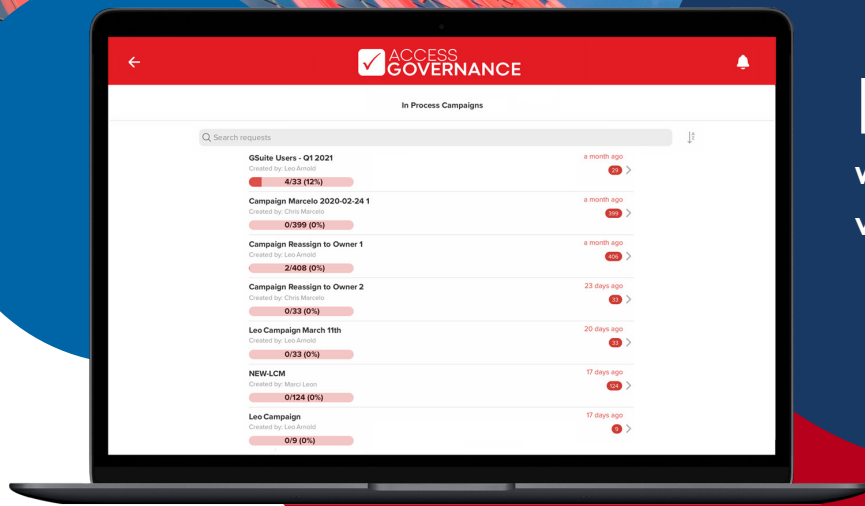 ACCESS
GOVERNANCE
In Process Campaigns
Search requests
GSuite Users - Q1 2021
a month ago
Created by: Leo Arnold
29
4/33 (12%)
Campaign Marcelo 2020-02-24 1
a month ago
Created by: Chris Marcelo
399
0/399 (0%)
Campaign Reassign to Owner 1
a month ago
Created by: Leo Arnold
406
2/408 (0%)
Campaign Reassign to Owner 2
23 days ago
Created by: Chris Marcelo
33
0/33 (0%)
Leo Campaign March 11th
20 days ago
Created by: Leo Arnold
33
0/33 (0%)
NEW-LCM
17 days ago
Created by: Marci Leon
124
0/124 (0%)
Leo Campaign
17 days ago
Created by: Leo Arnold
9
0/9 (0%)